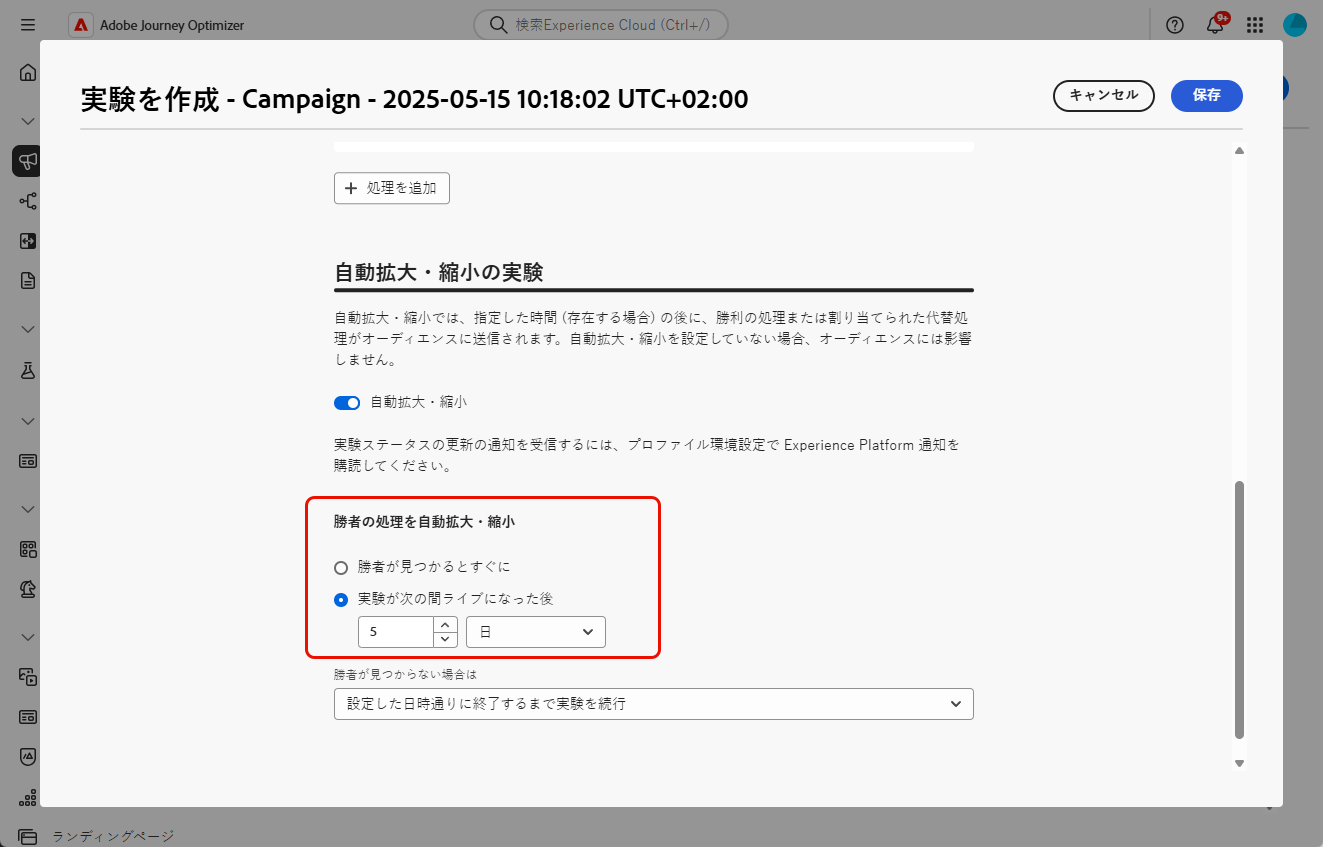 Adobe Journey Optimizer
検索Experience Cloud (Ctrl+/)
9+
実験を作成 - Campaign - 2025-05-15 10:18:02 UTC+02:00
キャンセル
保存
処理を追加
自動拡大・縮小の実験
自動拡大・縮小では、指定した時間 (存在する場合) の後に、勝利の処理または割り当てられた代替処
理がオーディエンスに送信されます。自動拡大・縮小を設定していない場合、オーディエンスには影響
しません。
自動拡大・縮小
実験ステータスの更新の通知を受信するには、プロファイル環境設定で Experience Platform 通知を
購読してください。
勝者の処理を自動拡大・縮小
勝者が見つかるとすぐに
実験が次の間ライブになった後
5
日
勝者が見つからない場合は
設定した日時通りに終了するまで実験を続行
ランディングページ